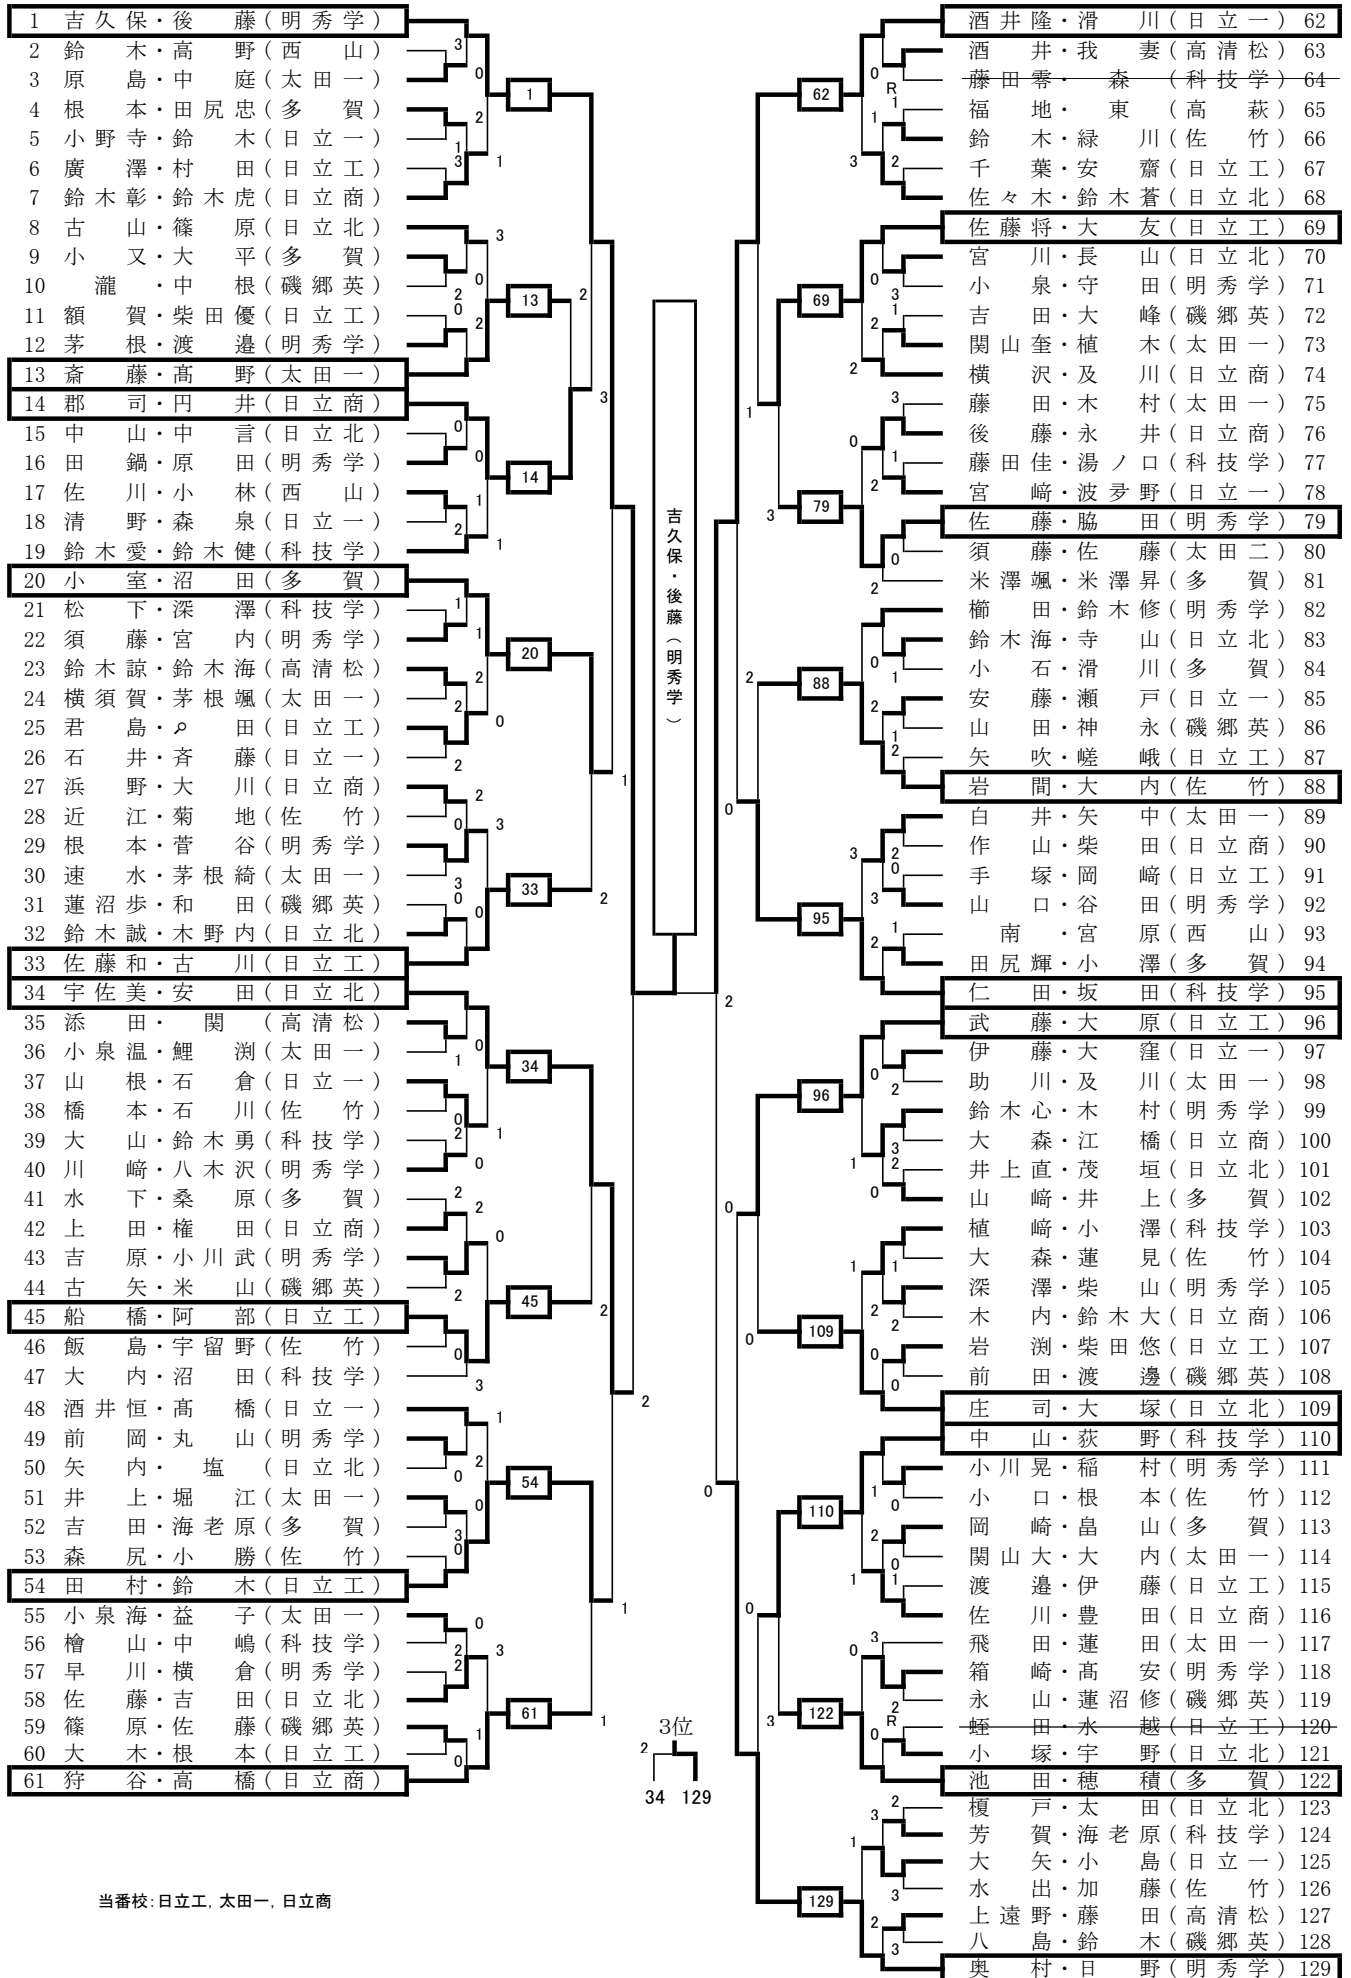 1 吉久保・後藤(明秀学)
2 鈴木・高野(西山)
3 原島・中庭(太田一)
4 根本・田尻忠(多賀)
5 小野寺・鈴木(日立一)
6 廣澤・村田(日立工)
7 鈴木彰・鈴木虎(日立商)
8 古山・篠原(日立北)
9 小又・大平(多賀)
10 瀧・中根(磯郷英)
11 額賀・柴田優(日立工)
12 茅根・渡邉(明秀学)
13 斎藤・髙野(太田一)
14 郡司・円井(日立商)
15 中山・中言(日立北)
16 田鍋・原田(明秀学)
17 佐川・小林(西山)
18 清野・森泉(日立一)
19 鈴木愛・鈴木健(科技学)
20 小室・沼田(多賀)
21 松下・深澤(科技学)
22 須藤・宮内(明秀学)
23 鈴木諒・鈴木海(高清松)
24 横須賀・茅根颯(太田一)
25 君島・田(日立工)
26 石井・斉藤(日立一)
27 浜野・大川(日立商)
28 近江・菊地(佐竹)
29 根本・菅谷(明秀学)
30 速水・茅根綺(太田一)
31 蓮沼歩・和田(磯郷英)
32 鈴木誠・木野内(日立北)
33 佐藤和・古川(日立工)
34 宇佐美・安田(日立北)
35 添田・関(高清松)
36 小泉温・鯉渕(太田一)
37 山根・石倉(日立一)
38 橋本・石川(佐竹)
39 大山・鈴木勇(科技学)
40 川﨑・八木沢(明秀学)
41 水下・桑原(多賀)
42 上田・権田(日立商)
43 吉原・小川武(明秀学)
44 古矢・米山(磯郷英)
45 船橋・阿部(日立工)
46 飯島・宇留野(佐竹)
47 大内・沼田(科技学)
48 酒井恒・髙橋(日立一)
49 前岡・丸山(明秀学)
50 矢内・塩(日立北)
51 井上・堀江(太田一)
52 吉田・海老原(多賀)
53 森尻・小勝(佐竹)
54 田村・鈴木(日立工)
55 小泉海・益子(太田一)
56 檜山・中嶋(科技学)
57 早川・横倉(明秀学)
58 佐藤・吉田(日立北)
59 篠原・佐藤(磯郷英)
60 大木・根本(日立工)
61 狩谷・高橋(日立商)
1
13
14
20
33
34
45
54
61
吉久保・後藤(明秀学)
3位
2
34 129
62
69
79
88
95
96
109
110
122
129
酒井隆・滑川(日立一) 62
酒井・我妻(高清松) 63
藤田零・森(科技学) 64
福地・東(高萩) 65
鈴木・緑川(佐竹) 66
千葉・安齋(日立工) 67
佐々木・鈴木蒼(日立北) 68
佐藤将・大友(日立工) 69
宮川・長山(日立北) 70
小泉・守田(明秀学) 71
吉田・大峰(磯郷英) 72
関山奎・植木(太田一) 73
横沢・及川(日立商) 74
藤田・木村(太田一) 75
後藤・永井(日立商) 76
藤田佳・湯ノ口(科技学) 77
宮﨑・波多野(日立一) 78
佐藤・脇田(明秀学) 79
須藤・佐藤(太田二) 80
米澤颯・米澤昇(多賀) 81
櫛田・鈴木修(明秀学) 82
鈴木海・寺山(日立北) 83
小石・滑川(多賀) 84
安藤・瀬戸(日立一) 85
山田・神永(磯郷英) 86
矢吹・嵯峨(日立工) 87
岩間・大内(佐竹) 88
白井・矢中(太田一) 89
作山・柴田(日立商) 90
手塚・岡﨑(日立工) 91
山口・谷田(明秀学) 92
南・宮原(西山) 93
田尻輝・小澤(多賀) 94
仁田・坂田(科技学) 95
武藤・大原(日立工) 96
伊藤・大窪(日立一) 97
助川・及川(太田一) 98
鈴木心・木村(明秀学) 99
大森・江橋(日立商) 100
井上直・茂垣(日立北) 101
山﨑・井上(多賀) 102
植﨑・小澤(科技学) 103
大森・蓮見(佐竹) 104
深澤・柴山(明秀学) 105
木内・鈴木大(日立商) 106
岩渕・柴田悠(日立工) 107
前田・渡邊(磯郷英) 108
庄司・大塚(日立北) 109
中山・荻野(科技学) 110
小川晃・稲村(明秀学) 111
小口・根本(佐竹) 112
岡崎・畠山(多賀) 113
関山大・大内(太田一) 114
渡邉・伊藤(日立工) 115
佐川・豊田(日立商) 116
飛田・蓮田(太田一) 117
箱崎・髙安(明秀学) 118
永山・蓮沼修(磯郷英) 119
蛭田・水越(日立工) 120
小塚・宇野(日立北) 121
池田・穂積(多賀) 122
榎戸・太田(日立北) 123
芳賀・海老原(科技学) 124
大矢・小島(日立一) 125
水出・加藤(佐竹) 126
上遠野・藤田(高清松) 127
八島・鈴木(磯郷英) 128
奥村・日野(明秀学) 129
当番校:日立工, 太田一, 日立商